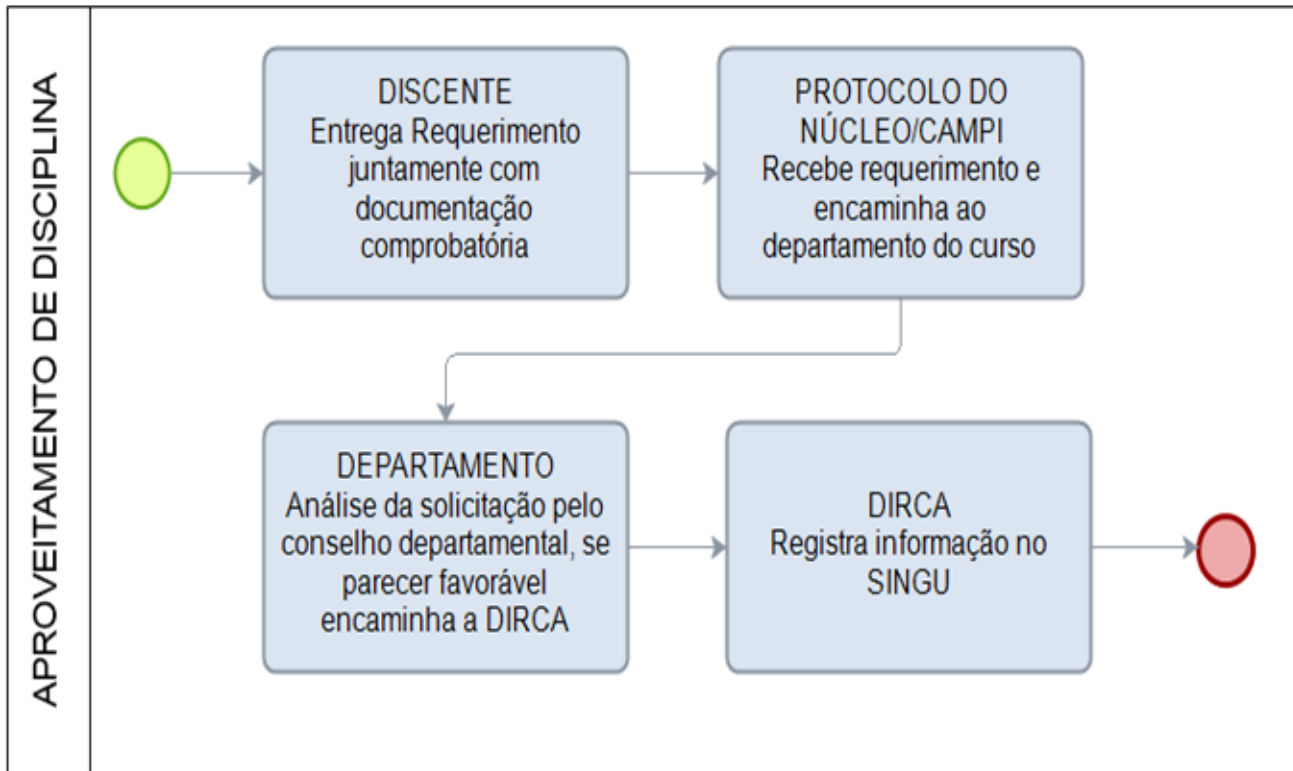 APROVEITAMENTO DE DISCIPLINA
DISCENTE
Entrega Requerimento
juntamente com
documentação
comprobatória
PROTOCOLO DO
NÚCLEO/CAMPI
Recebe requerimento e
encaminha ao
departamento do curso
DEPARTAMENTO
Análise da solicitação pelo
conselho departamental, se
parecer favorável
encaminha a DIRCA
DIRCA
Registra informação no
SINGU